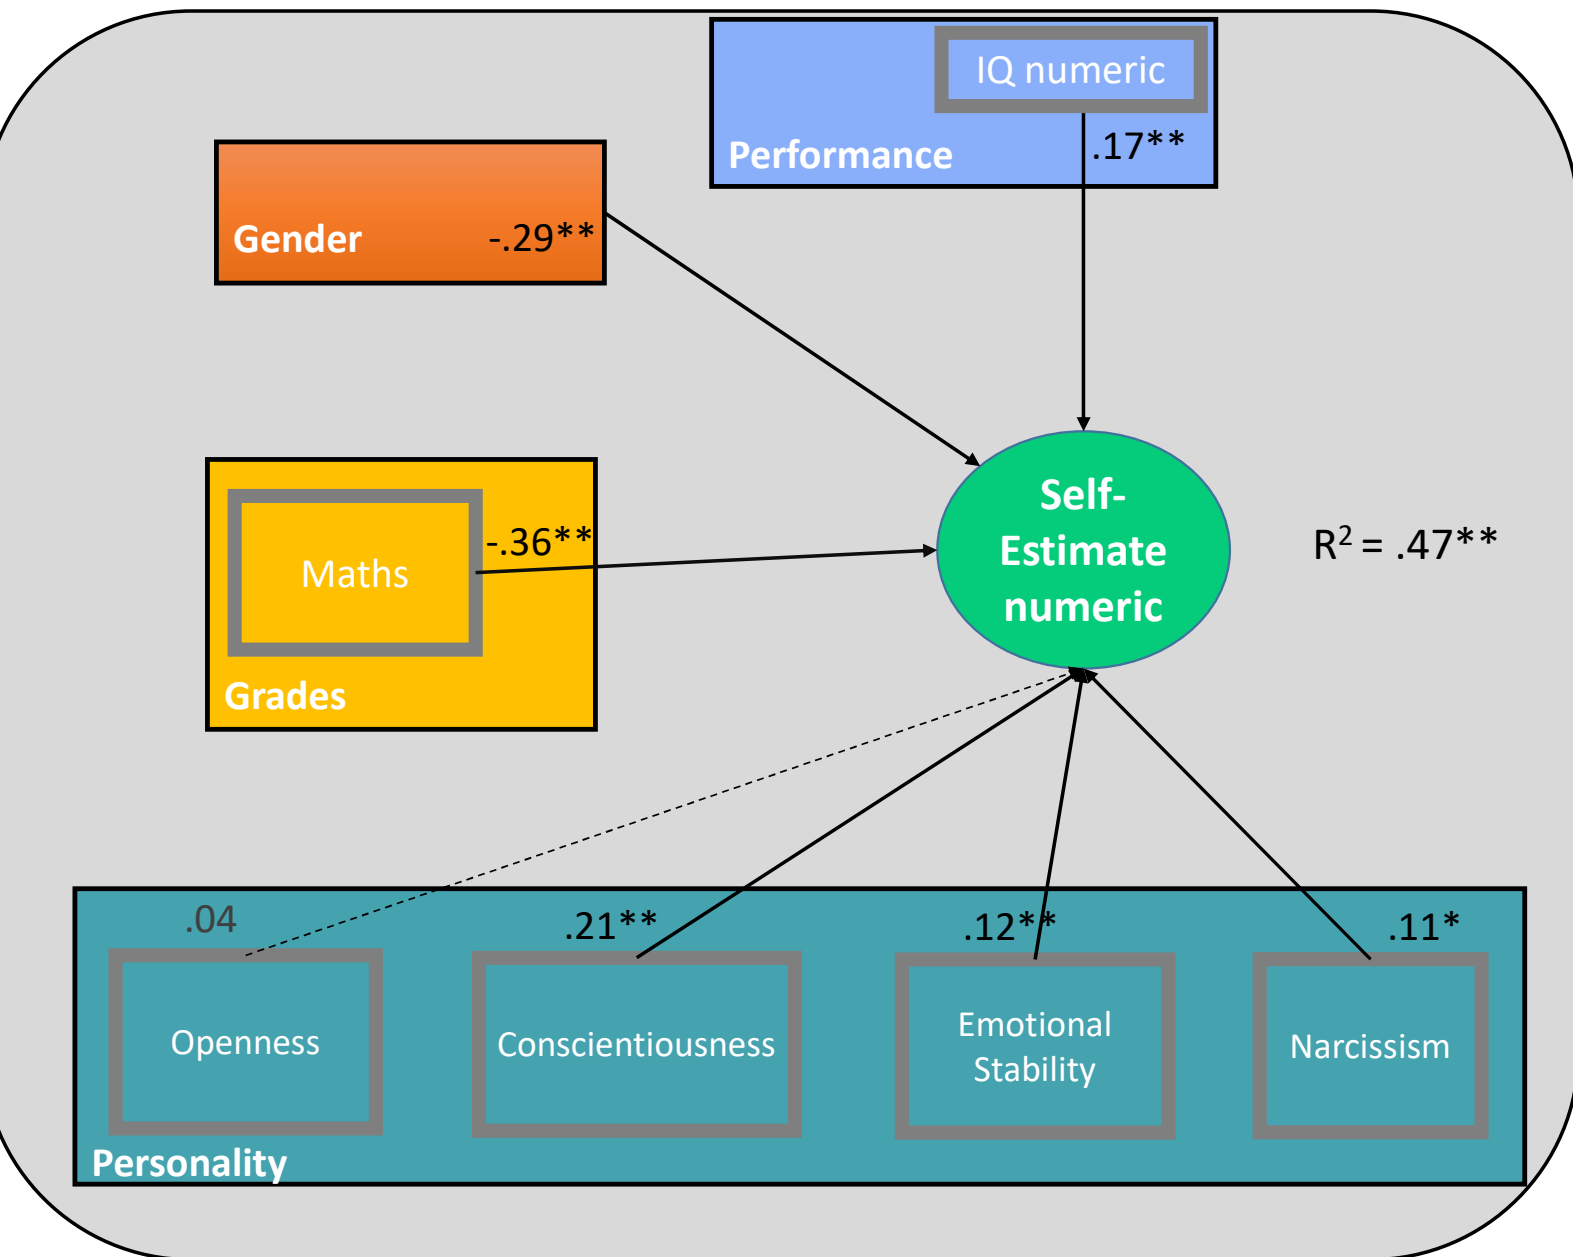 IQ numeric
.17**
Performance
Gender
-.29**
Self-
Estimate
numeric
R² = .47**
-.36**
Maths
Grades
.04
.21**
.12**
.11*
Openness
Conscientiousness
Emotional
Stability
Narcissism
Personality